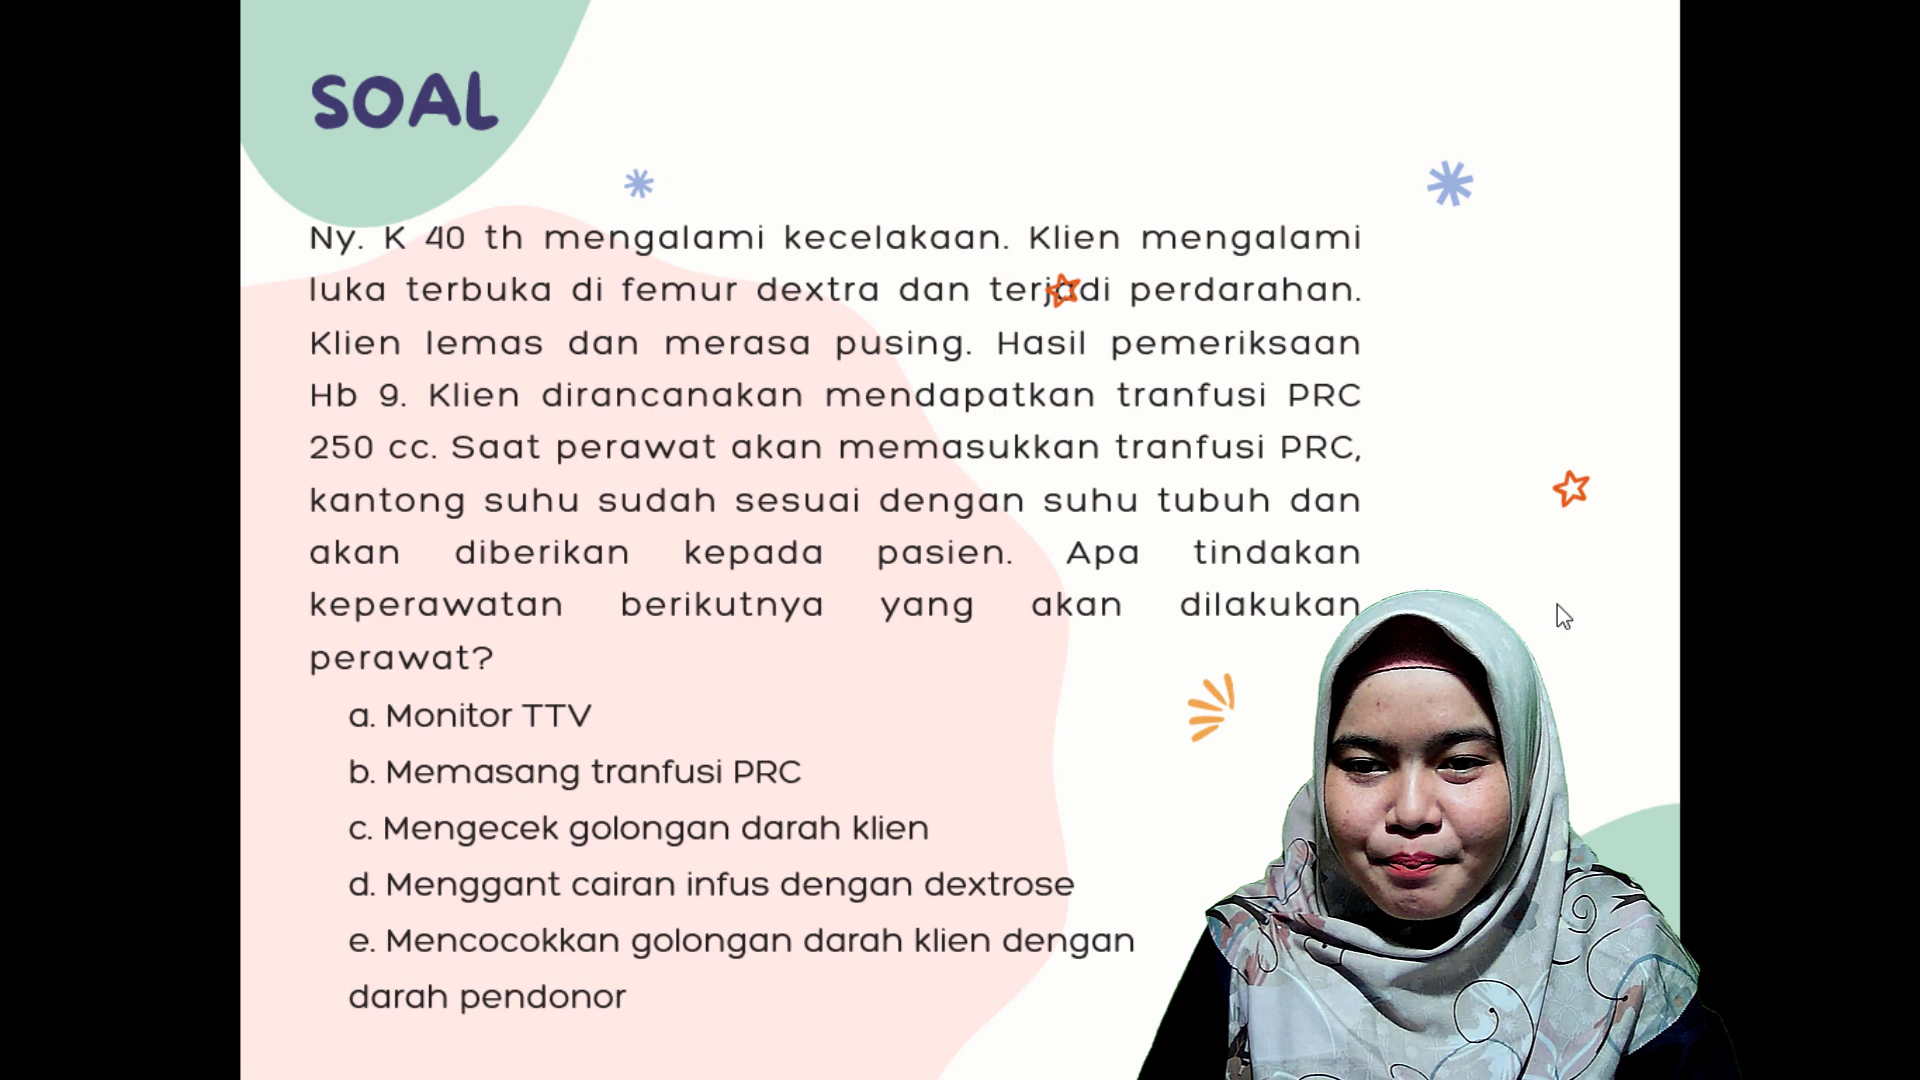 SOAL
Ny. K 40 th mengalami kecelakaan. Klien mengalami
luka terbuka di femur dextra dan terjadi perdarahan.
Klien lemas dan merasa pusing. Hasil pemeriksaan
Hb 9. Klien dirancanakan mendapatkan tranfusi PRC
250 cc. Saat perawat akan memasukkan tranfusi PRC,
kantong suhu sudah sesuai dengan suhu tubuh dan
akan diberikan kepada pasien. Apa tindakan
keperawatan berikutnya yang akan dilakukan
perawat?
a. Monitor TTV
b. Memasang tranfusi PRC
c. Mengecek golongan darah klien
d. Menggant cairan infus dengan dextrose
e. Mencocokkan golongan darah klien dengan
darah pendonor